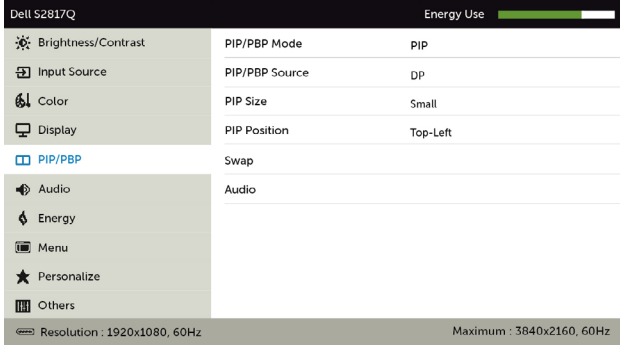 Dell S2817Q Energy Use
Brightness/Contrast PIP/PBP Mode PIP
Input Source PIP/PBP Source DP
Color PIP Size Small
Display PIP Position Top-Left
PIP/PBP Swap
Audio Audio
Energy
Menu
Personalize
Others
Resolution : 1920x1080, 60Hz Maximum : 3840x2160, 60Hz